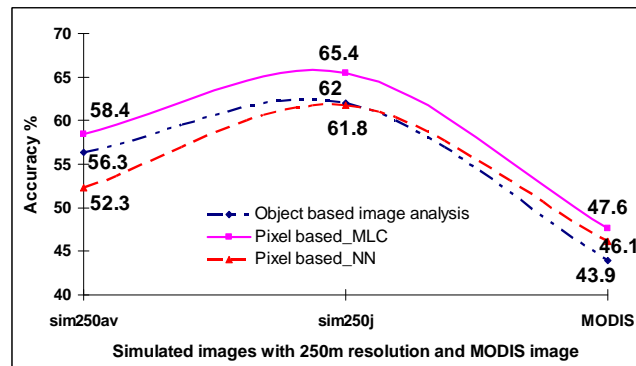 70
65
60
55
50
45
40
Accuracy %
58.4
56.3
52.3
65.4
62
61.8
47.6
46.1
43.9
Object based image analysis
Pixel based_MLC
Pixel based_NN
sim250av sim250j MODIS
Simulated images with 250m resolution and MODIS image